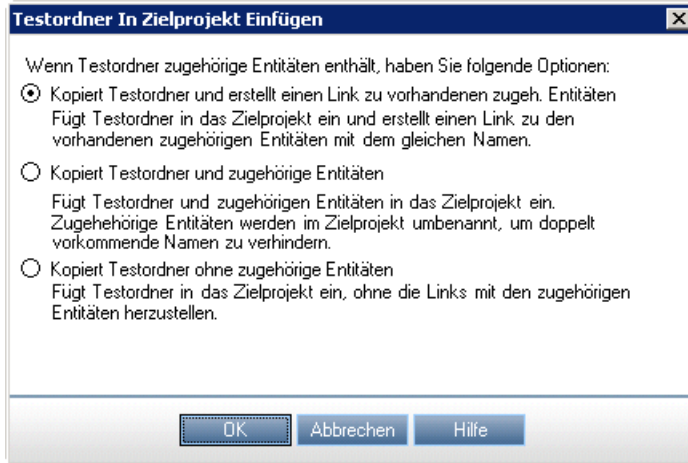 Testordner In Zielprojekt Einfügen
Wenn Testordner zugehörige Entitäten enthält, haben Sie folgende Optionen:
Kopiert Testordner und erstellt einen Link zu vorhandenen zugeh. Entitäten
Fügt Testordner in das Zielprojekt ein und erstellt einen Link zu den
vorhandenen zugehörigen Entitäten mit dem gleichen Namen.
Kopiert Testordner und zugehörige Entitäten
Fügt Testordner und zugehörigen Entitäten in das Zielprojekt ein.
Zugehehörige Entitäten werden im Zielprojekt umbenannt, um doppelt
vorkommende Namen zu verhindern.
Kopiert Testordner ohne zugehörige Entitäten
Fügt Testordner in das Zielprojekt ein, ohne die Links mit den zugehörigen
Entitäten herzustellen.
OK Abbrechen Hilfe